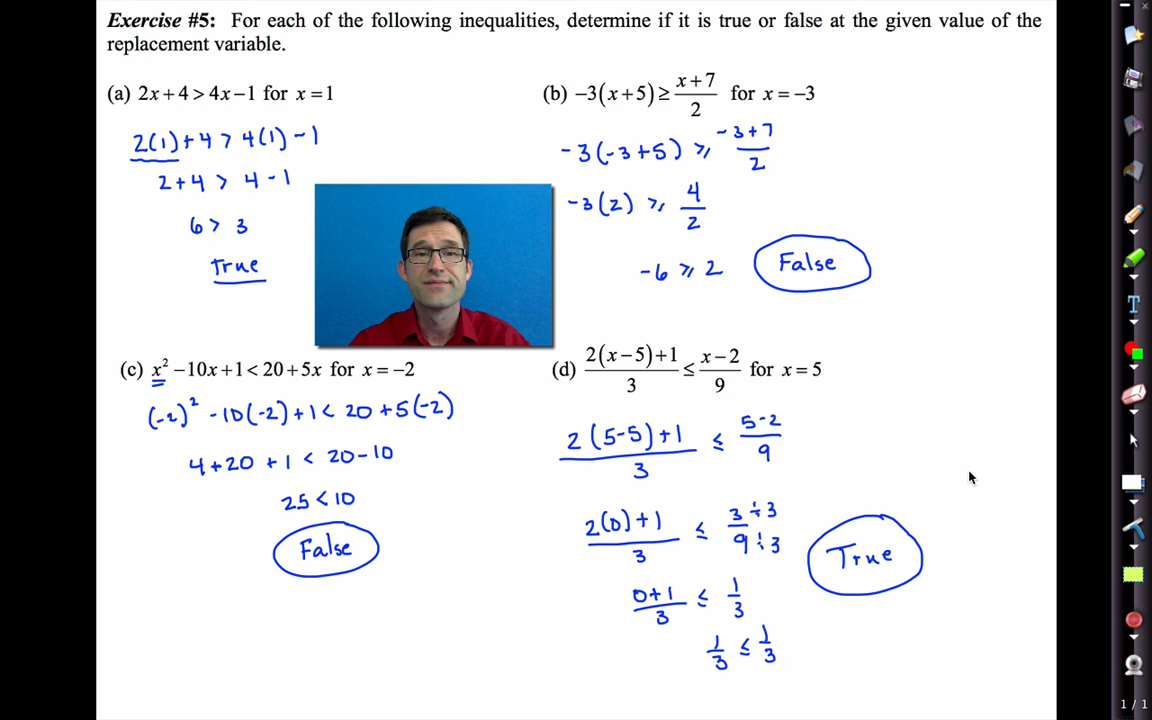 Exercise #5: For each of the following inequalities, determine if it is true or false at the given value of the
replacement variable.
(a) 2x+4>4x−1 for x=1
2(1)+4 > 4(1)-1
2+4 > 4-1
6 > 3
True
(b) −3(x+5)≥(x+7)/2 for x=−3
-3(-3+5) ≥ (-3+7)/2
-3(2) ≥ 4/2
-6 ≥ 2
False
(c) x²−10x+1<20+5x for x=−2
(-2)² -10(-2)+1 < 20+5(-2)
4+20+1 < 20-10
25 < 10
False
(d) (2(x−5)+1)/3 ≤ (x−2)/9 for x=5
(2(5-5)+1)/3 ≤ (5-2)/9
(2(0)+1)/3 ≤ (3÷3)/(9÷3)
(0+1)/3 ≤ 1/3
1/3 ≤ 1/3
True
T
1 / 1